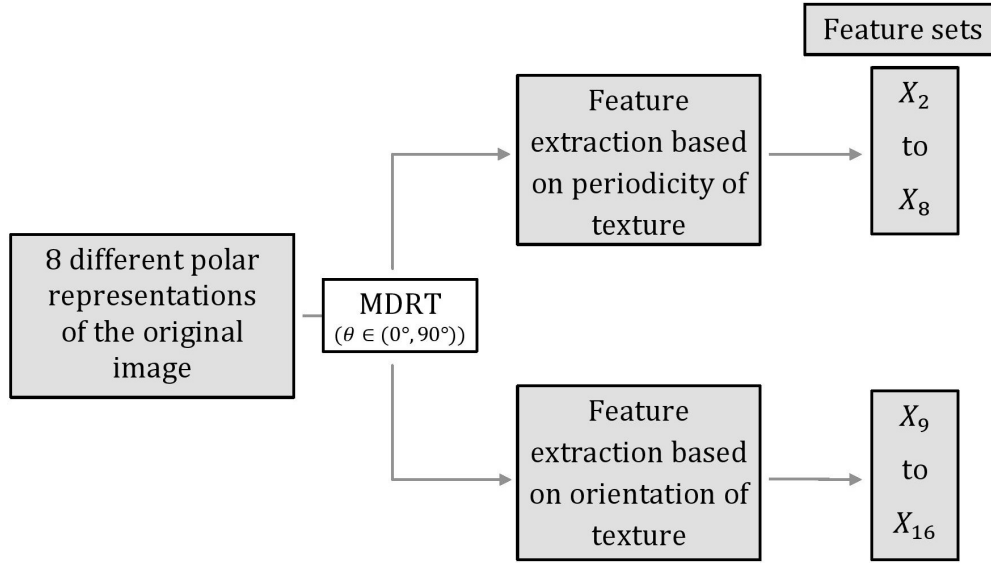 Feature sets
Feature
extraction based
on periodicity of
texture
X₂
to
X₈
8 different polar
representations
of the original
image
MDRT
(θ ∈ (0°, 90°))
Feature
extraction based
on orientation of
texture
X₉
to
X₁₆